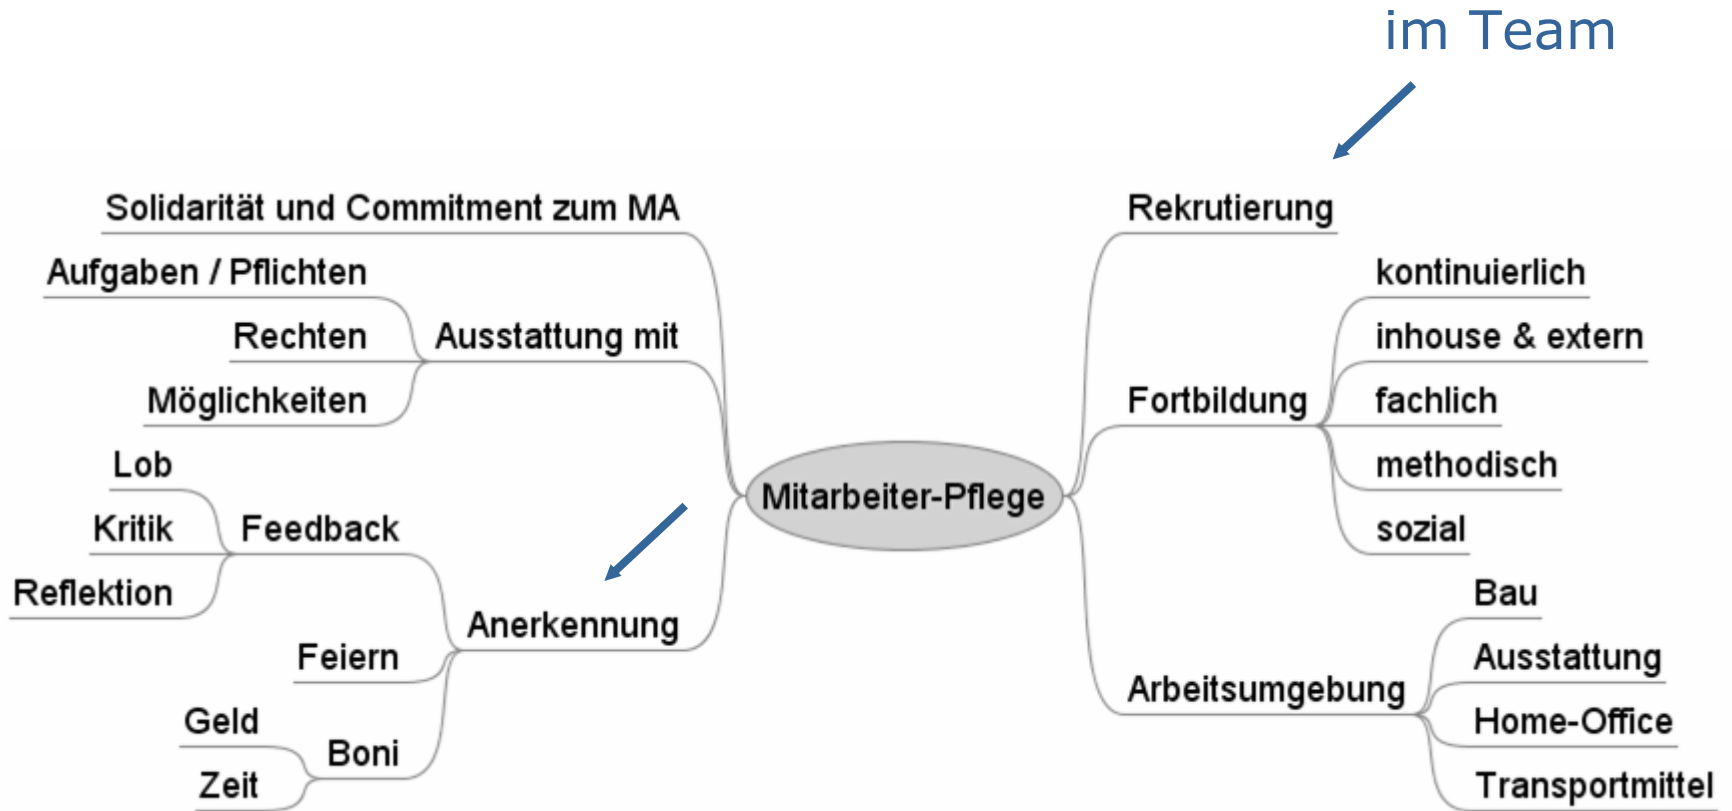 im Team
Solidarität und Commitment zum MA
Aufgaben / Pflichten
Rechten
Möglichkeiten
Ausstattung mit
Lob
Kritik
Reflektion
Feedback
Feiern
Geld
Zeit
Boni
Anerkennung
Mitarbeiter-Pflege
Rekrutierung
Fortbildung
kontinuierlich
inhouse & extern
fachlich
methodisch
sozial
Arbeitsumgebung
Bau
Ausstattung
Home-Office
Transportmittel